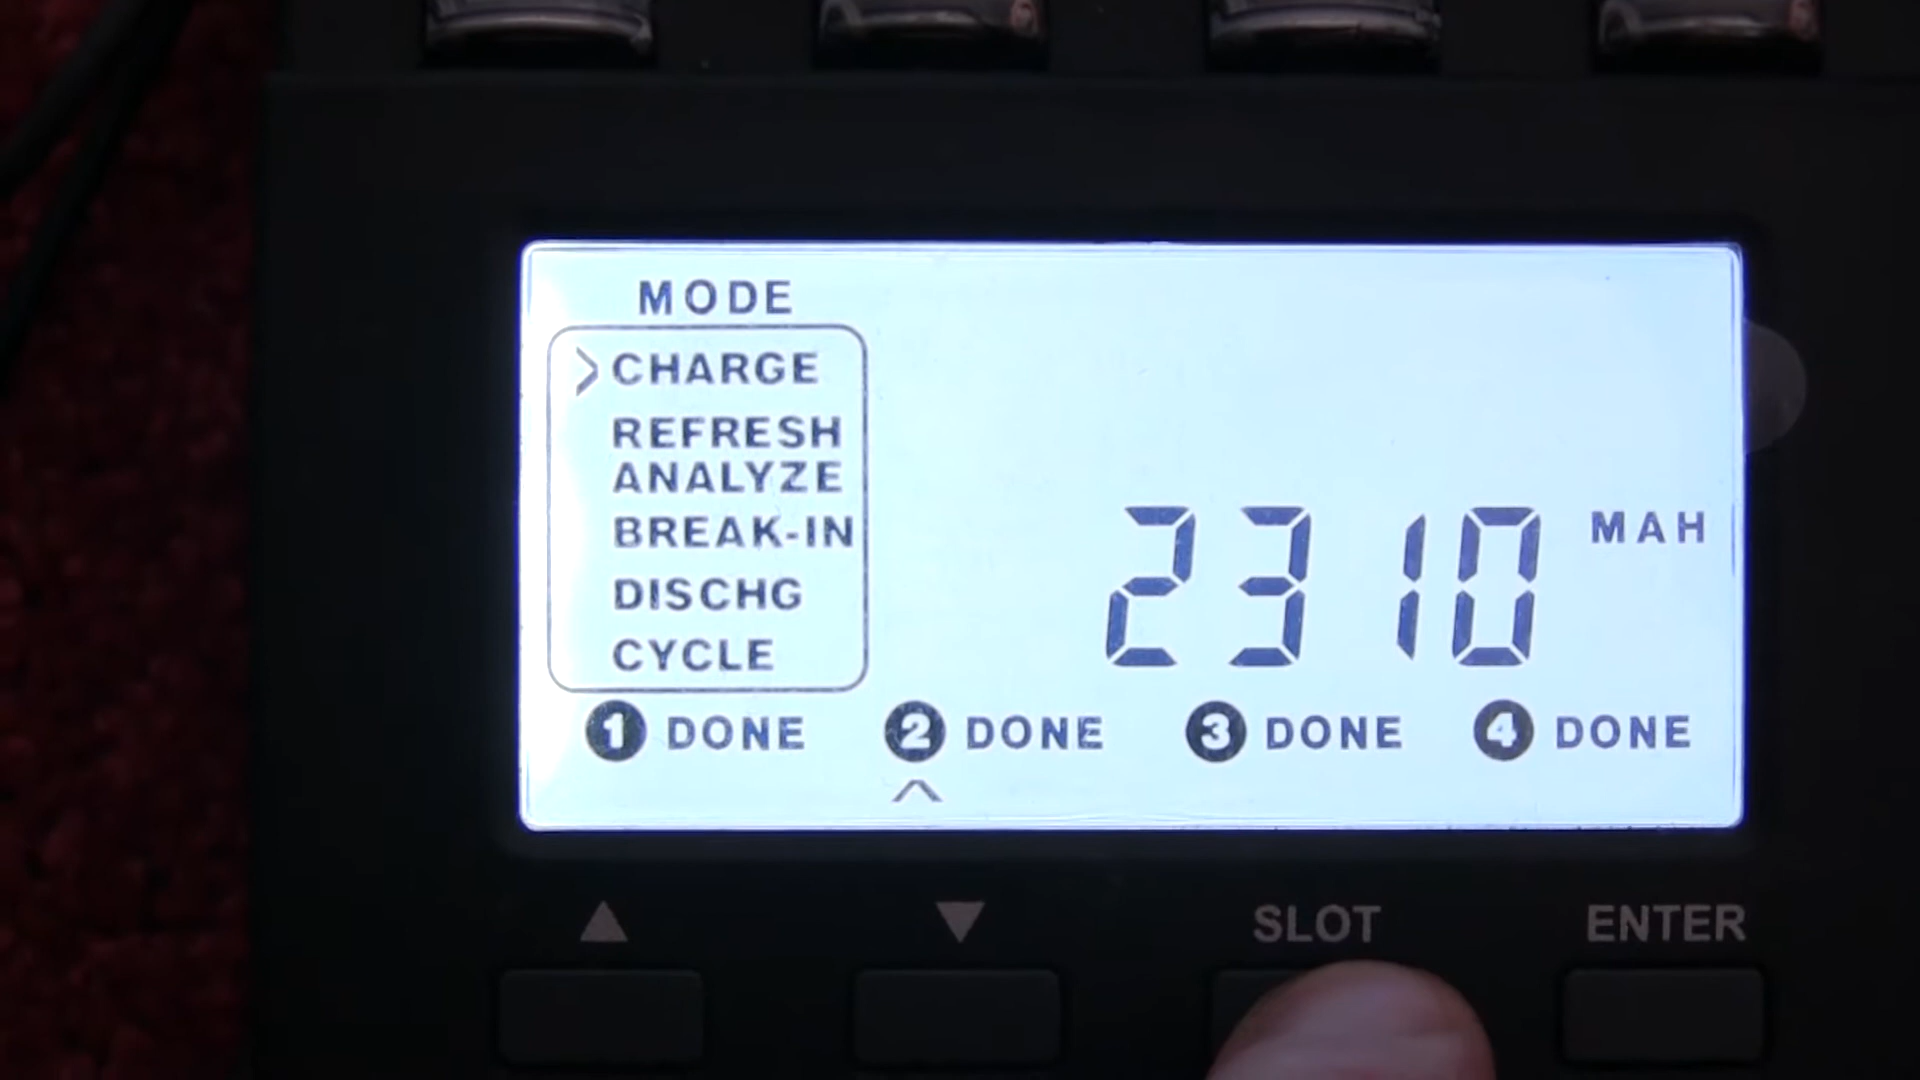 MODE
> CHARGE
REFRESH
ANALYZE
BREAK-IN
DISCHG
CYCLE
2310 MAH
1 DONE 2 DONE 3 DONE 4 DONE
^
▲ ▼ SLOT ENTER